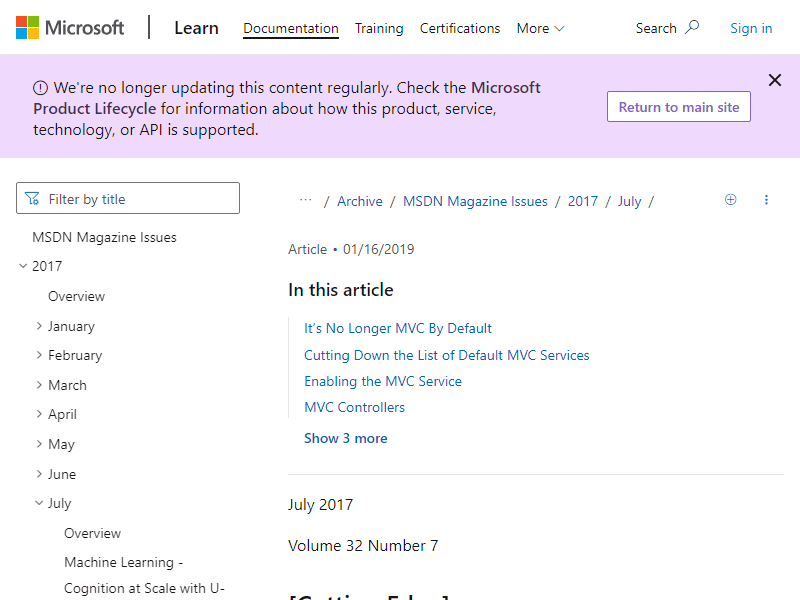 Microsoft Learn Documentation Training Certifications More Search Sign in
We're no longer updating this content regularly. Check the Microsoft
Product Lifecycle for information about how this product, service,
technology, or API is supported.
Return to main site
Filter by title
MSDN Magazine Issues
2017
Overview
January
February
March
April
May
June
July
Overview
Machine Learning -
Cognition at Scale with U-
... / Archive / MSDN Magazine Issues / 2017 / July /
Article • 01/16/2019
In this article
It's No Longer MVC By Default
Cutting Down the List of Default MVC Services
Enabling the MVC Service
MVC Controllers
Show 3 more
July 2017
Volume 32 Number 7